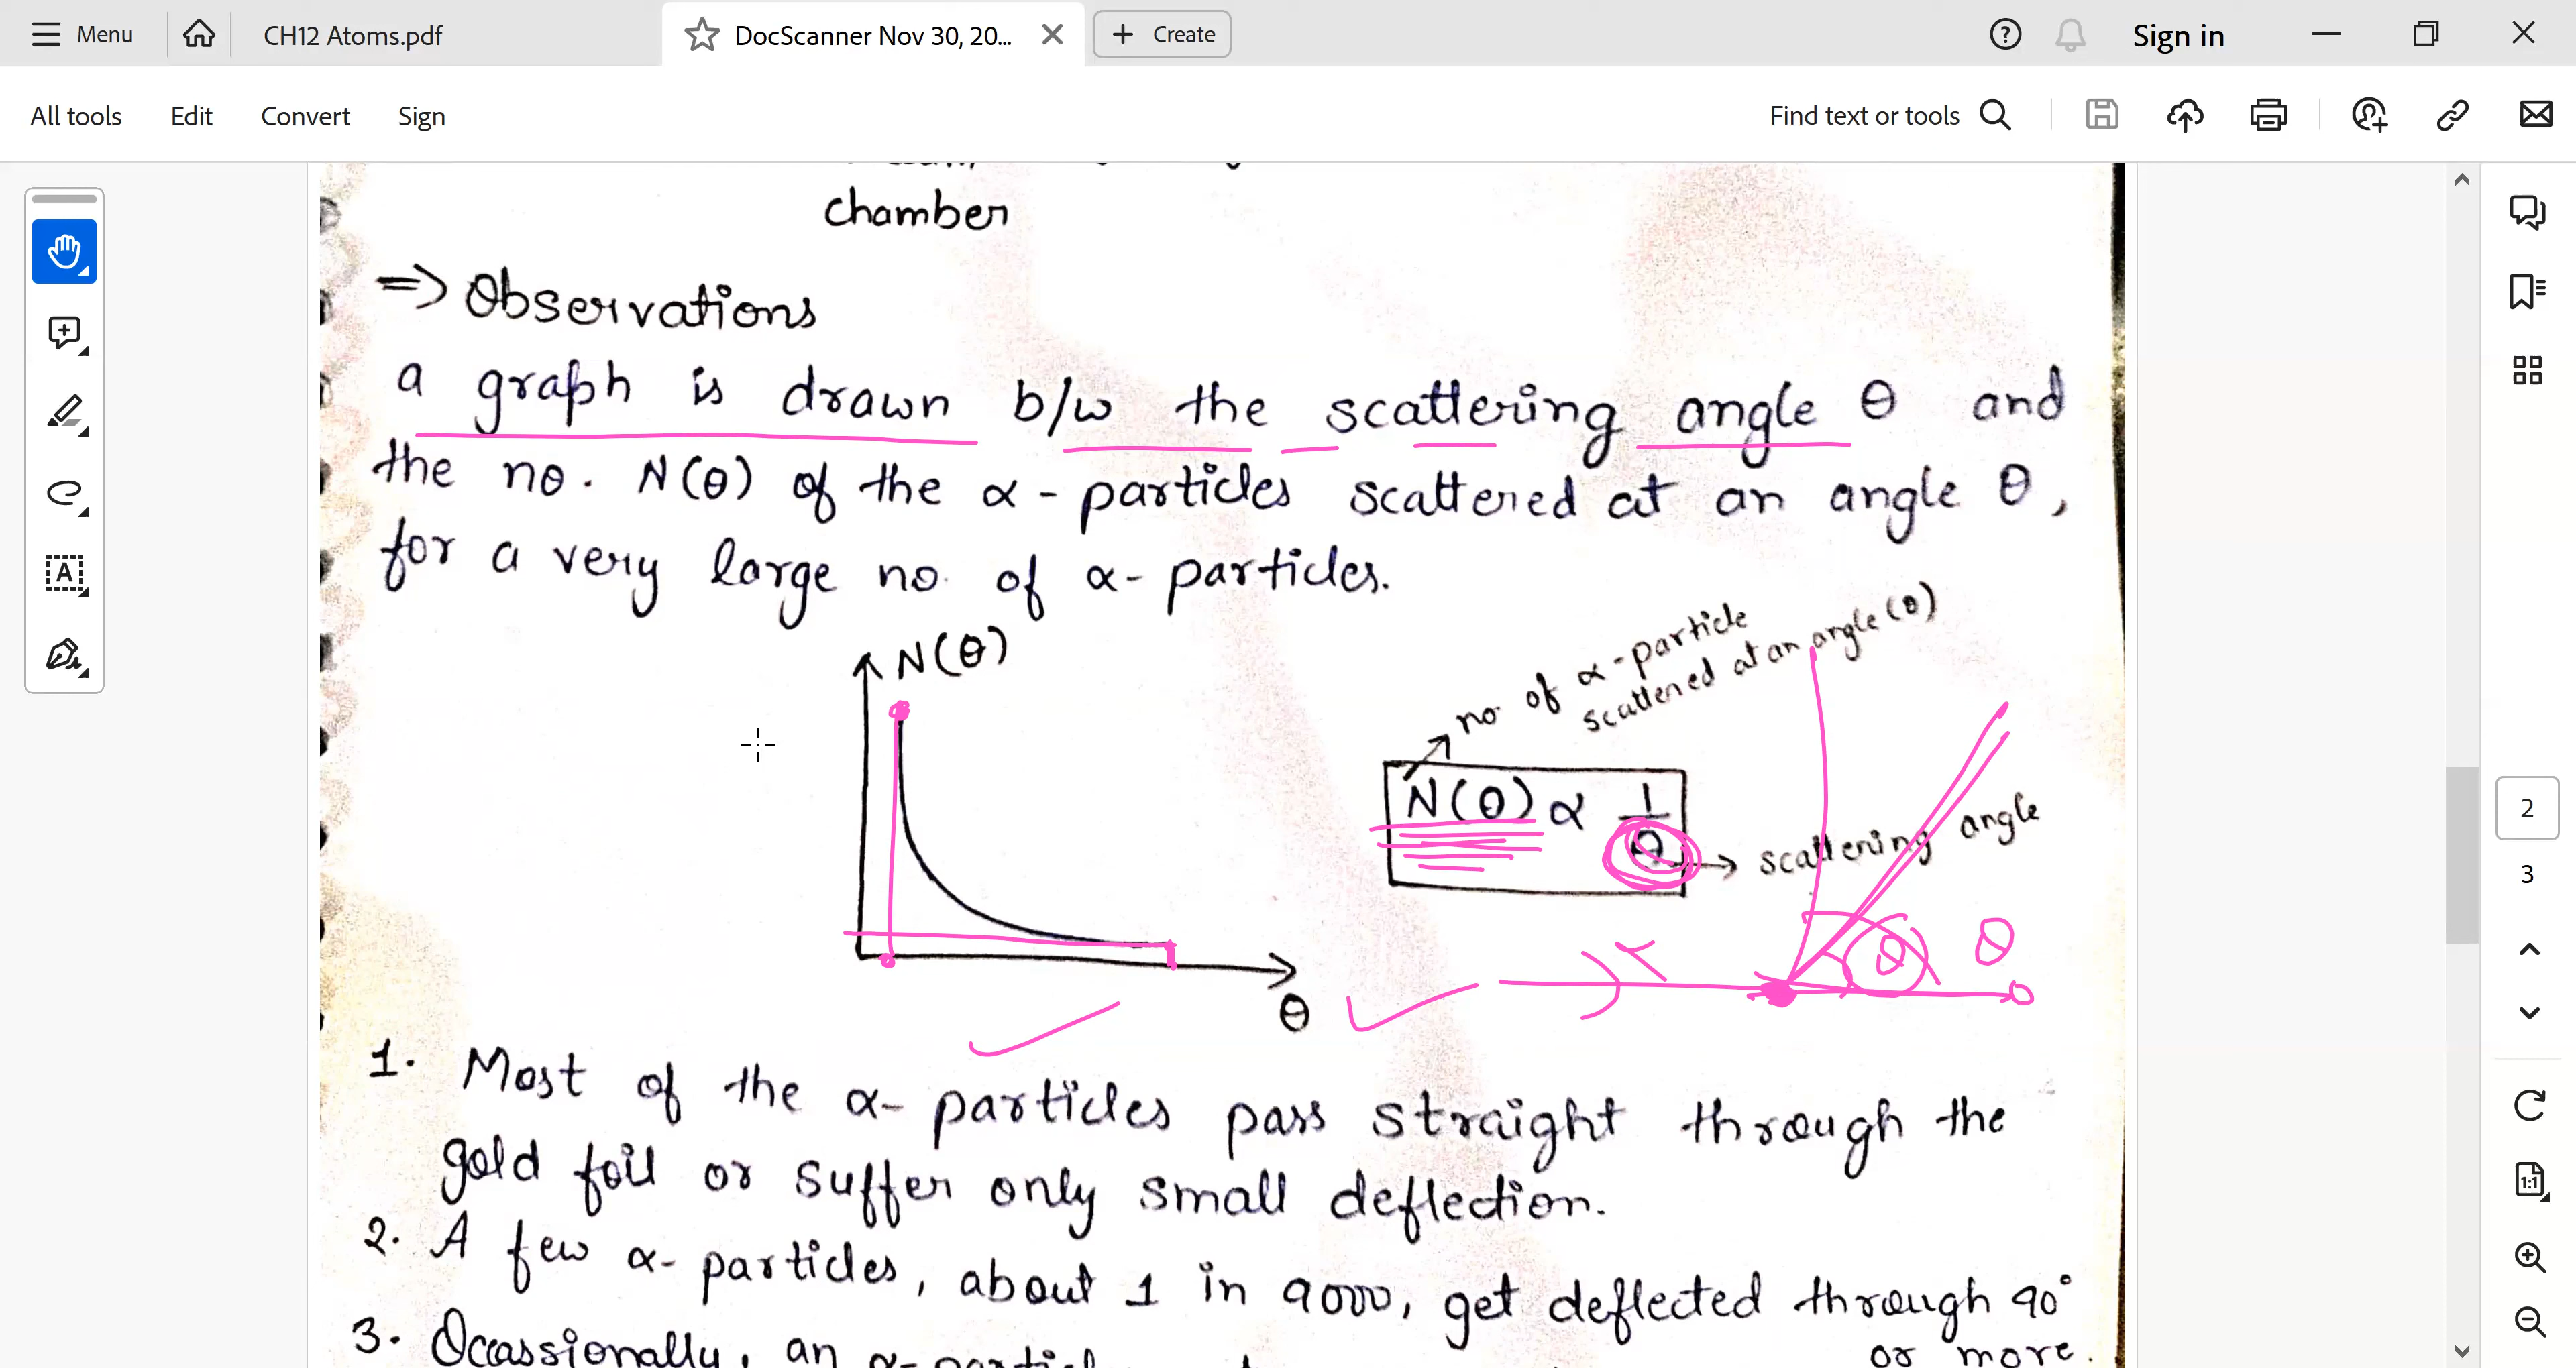 Menu
CH12 Atoms.pdf
DocScanner Nov 30, 20...
Create
Sign in
All tools
Edit
Convert
Sign
Find text or tools
chamber
=> Observations
a graph is drawn b/w the scattering angle θ and
the no. N(θ) of the α - particles scattered at an angle θ,
for a very large no. of α- particles.
N(θ)
θ
no of α-particle
scattered at an angle (θ)
N(θ) ∝ 1/θ
scattering angle
θ
θ
1. Most of the α- particles pass straight through the
gold foil or suffer only small deflection.
2. A few α- particles, about 1 in 9000, get deflected through 90°
or more.
3. Occassionally, an α-
2
3